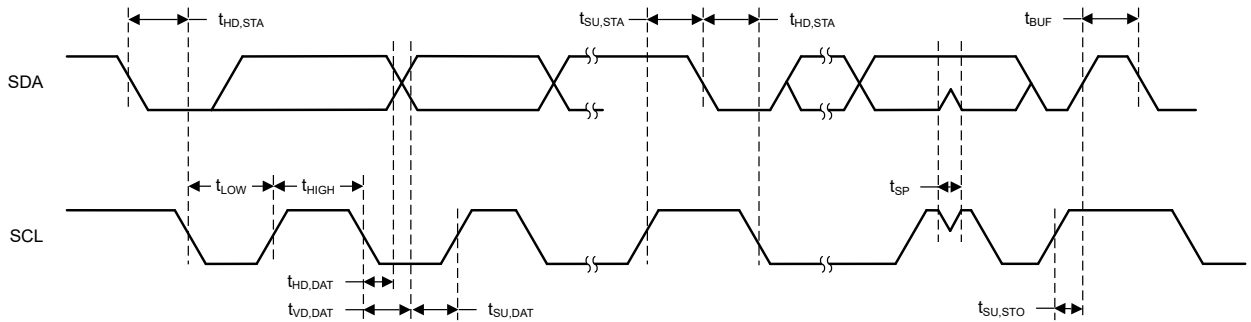 tHD,STA
tSU,STA
tHD,STA
tBUF
SDA
tLOW
tHIGH
tSP
SCL
tHD,DAT
tVD,DAT
tSU,DAT
tSU,STO